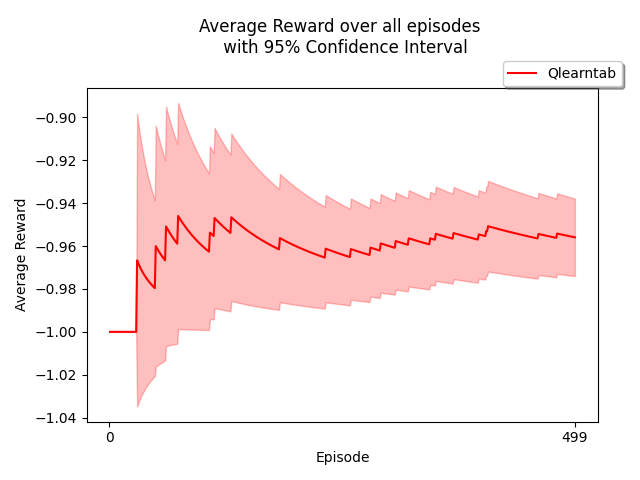 Average Reward over all episodes
with 95% Confidence Interval
Qlearntab
−0.90
−0.92
−0.94
−0.96
−0.98
−1.00
−1.02
−1.04
Average Reward
0
499
Episode